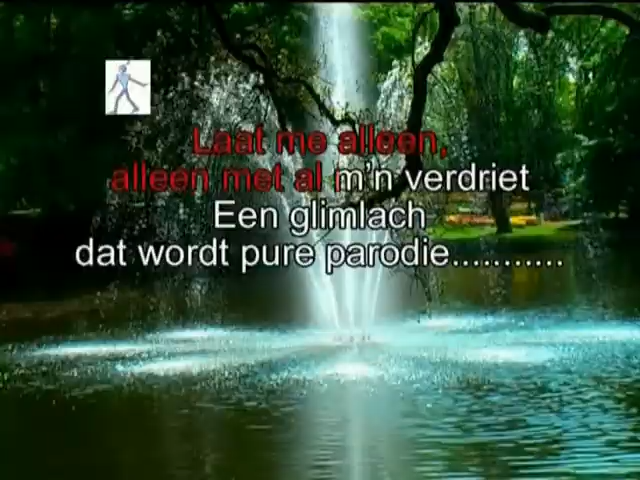 Laat me alleen,
alleen met al m'n verdriet
Een glimlach
dat wordt pure parodie...........